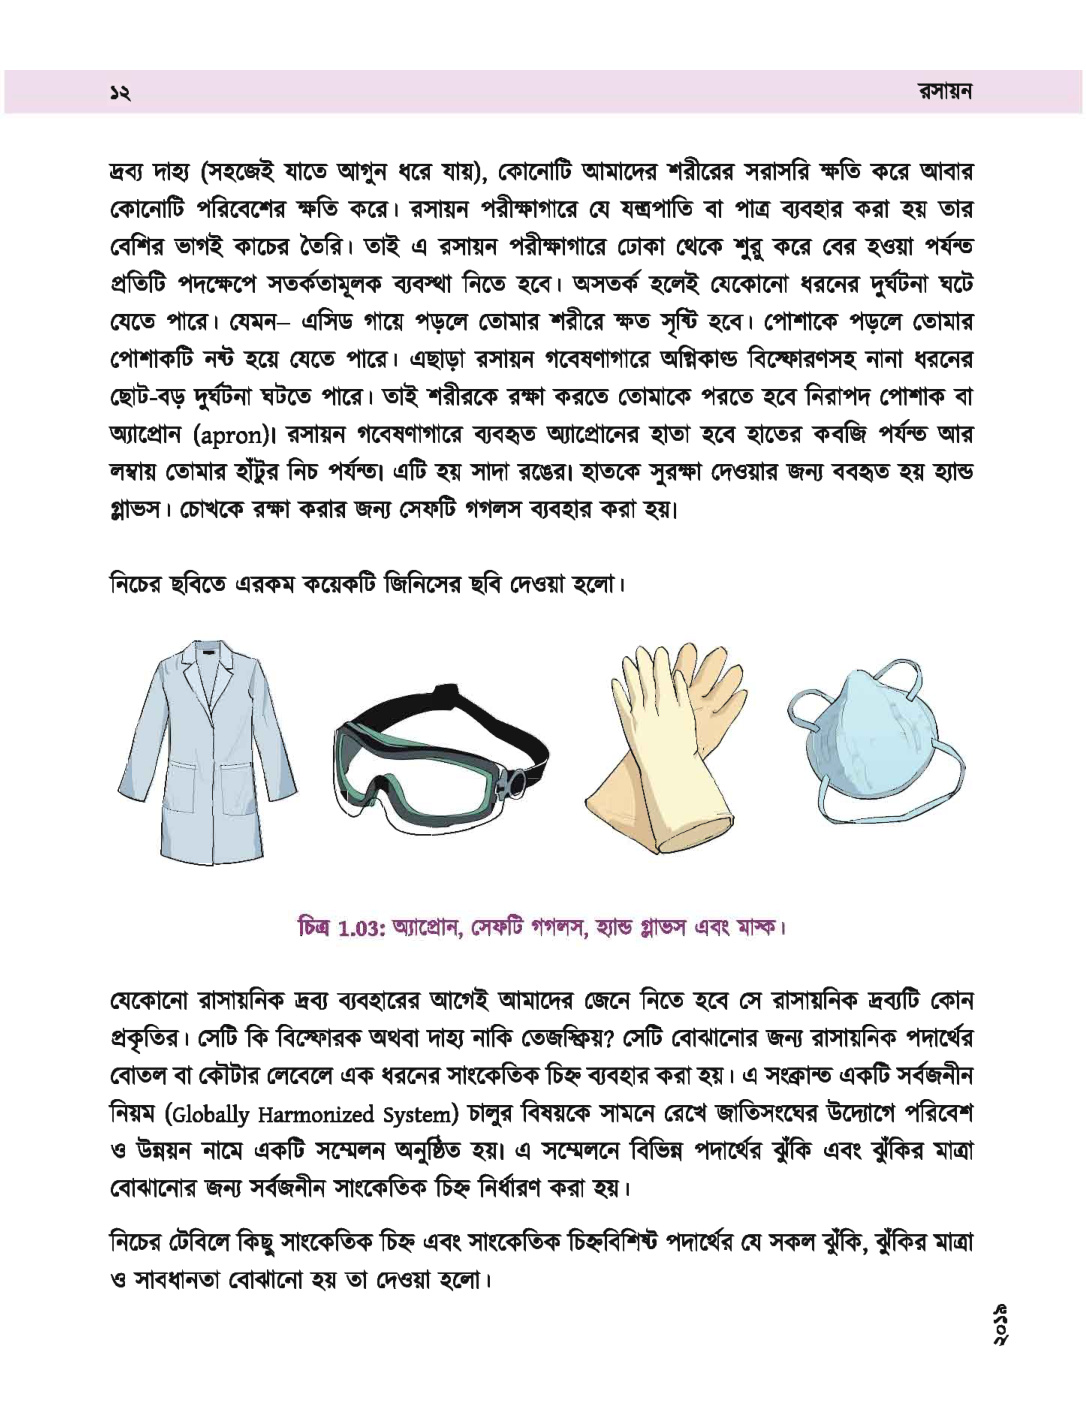 ১২ রসায়ন
দ্রব্য দাহ্য (সহজেই যাতে আগুন ধরে যায়), কোনোটি আমাদের শরীরের সরাসরি ক্ষতি করে আবার
কোনোটি পরিবেশের ক্ষতি করে। রসায়ন পরীক্ষাগারে যে যন্ত্রপাতি বা পাত্র ব্যবহার করা হয় তার
বেশির ভাগই কাচের তৈরি। তাই এ রসায়ন পরীক্ষাগারে ঢোকা থেকে শুরু করে বের হওয়া পর্যন্ত
প্রতিটি পদক্ষেপে সতর্কতামূলক ব্যবস্থা নিতে হবে। অসতর্ক হলেই যেকোনো ধরনের দুর্ঘটনা ঘটে
যেতে পারে। যেমন– এসিড গায়ে পড়লে তোমার শরীরে ক্ষত সৃষ্টি হবে। পোশাকে পড়লে তোমার
পোশাকটি নষ্ট হয়ে যেতে পারে। এছাড়া রসায়ন গবেষণাগারে অগ্নিকাণ্ড বিস্ফোরণসহ নানা ধরনের
ছোট-বড় দুর্ঘটনা ঘটতে পারে। তাই শরীরকে রক্ষা করতে তোমাকে পরতে হবে নিরাপদ পোশাক বা
অ্যাপ্রোন (apron)। রসায়ন গবেষণাগারে ব্যবহৃত অ্যাপ্রোনের হাতা হবে হাতের কবজি পর্যন্ত আর
লম্বায় তোমার হাঁটুর নিচ পর্যন্ত। এটি হয় সাদা রঙের। হাতকে সুরক্ষা দেওয়ার জন্য ববহৃত হয় হ্যান্ড
গ্লাভস। চোখকে রক্ষা করার জন্য সেফটি গগলস ব্যবহার করা হয়।
নিচের ছবিতে এরকম কয়েকটি জিনিসের ছবি দেওয়া হলো।
চিত্র 1.03: অ্যাপ্রোন, সেফটি গগলস, হ্যান্ড গ্লাভস এবং মাস্ক।
যেকোনো রাসায়নিক দ্রব্য ব্যবহারের আগেই আমাদের জেনে নিতে হবে সে রাসায়নিক দ্রব্যটি কোন
প্রকৃতির। সেটি কি বিস্ফোরক অথবা দাহ্য নাকি তেজস্ক্রিয়? সেটি বোঝানোর জন্য রাসায়নিক পদার্থের
বোতল বা কৌটার লেবেলে এক ধরনের সাংকেতিক চিহ্ন ব্যবহার করা হয়। এ সংক্রান্ত একটি সর্বজনীন
নিয়ম (Globally Harmonized System) চালুর বিষয়কে সামনে রেখে জাতিসংঘের উদ্যোগে পরিবেশ
ও উন্নয়ন নামে একটি সম্মেলন অনুষ্ঠিত হয়। এ সম্মেলনে বিভিন্ন পদার্থের ঝুঁকি এবং ঝুঁকির মাত্রা
বোঝানোর জন্য সর্বজনীন সাংকেতিক চিহ্ন নির্ধারণ করা হয়।
নিচের টেবিলে কিছু সাংকেতিক চিহ্ন এবং সাংকেতিক চিহ্নবিশিষ্ট পদার্থের যে সকল ঝুঁকি, ঝুঁকির মাত্রা
ও সাবধানতা বোঝানো হয় তা দেওয়া হলো।
২০১৯